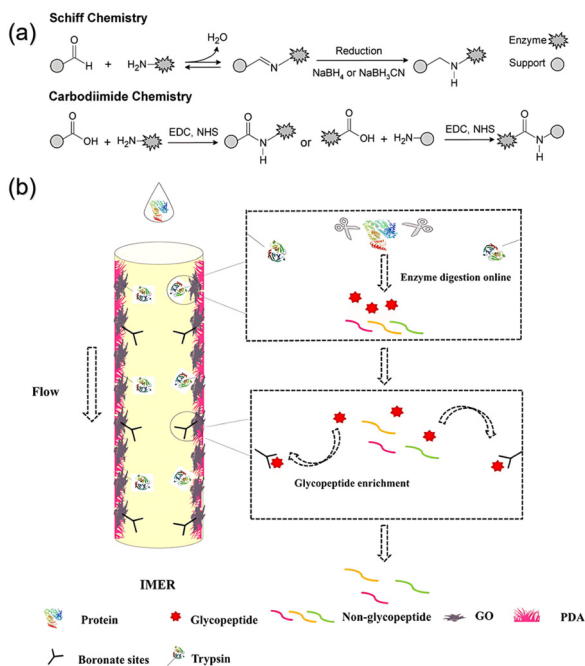 (a)
Schiff Chemistry
O
H
+
H₂N
H₂O
N
Reduction
NaBH₄ or NaBH₃CN
N
H
Enzyme
Support
Carbodiimide Chemistry
O
OH
+
H₂N
EDC, NHS
O
N
H
or
O
OH
+
H₂N
EDC, NHS
O
N
H
(b)
Enzyme digestion online
Flow
Glycopeptide enrichment
IMER
Protein
Glycopeptide
Non-glycopeptide
GO
PDA
Boronate sites
Trypsin